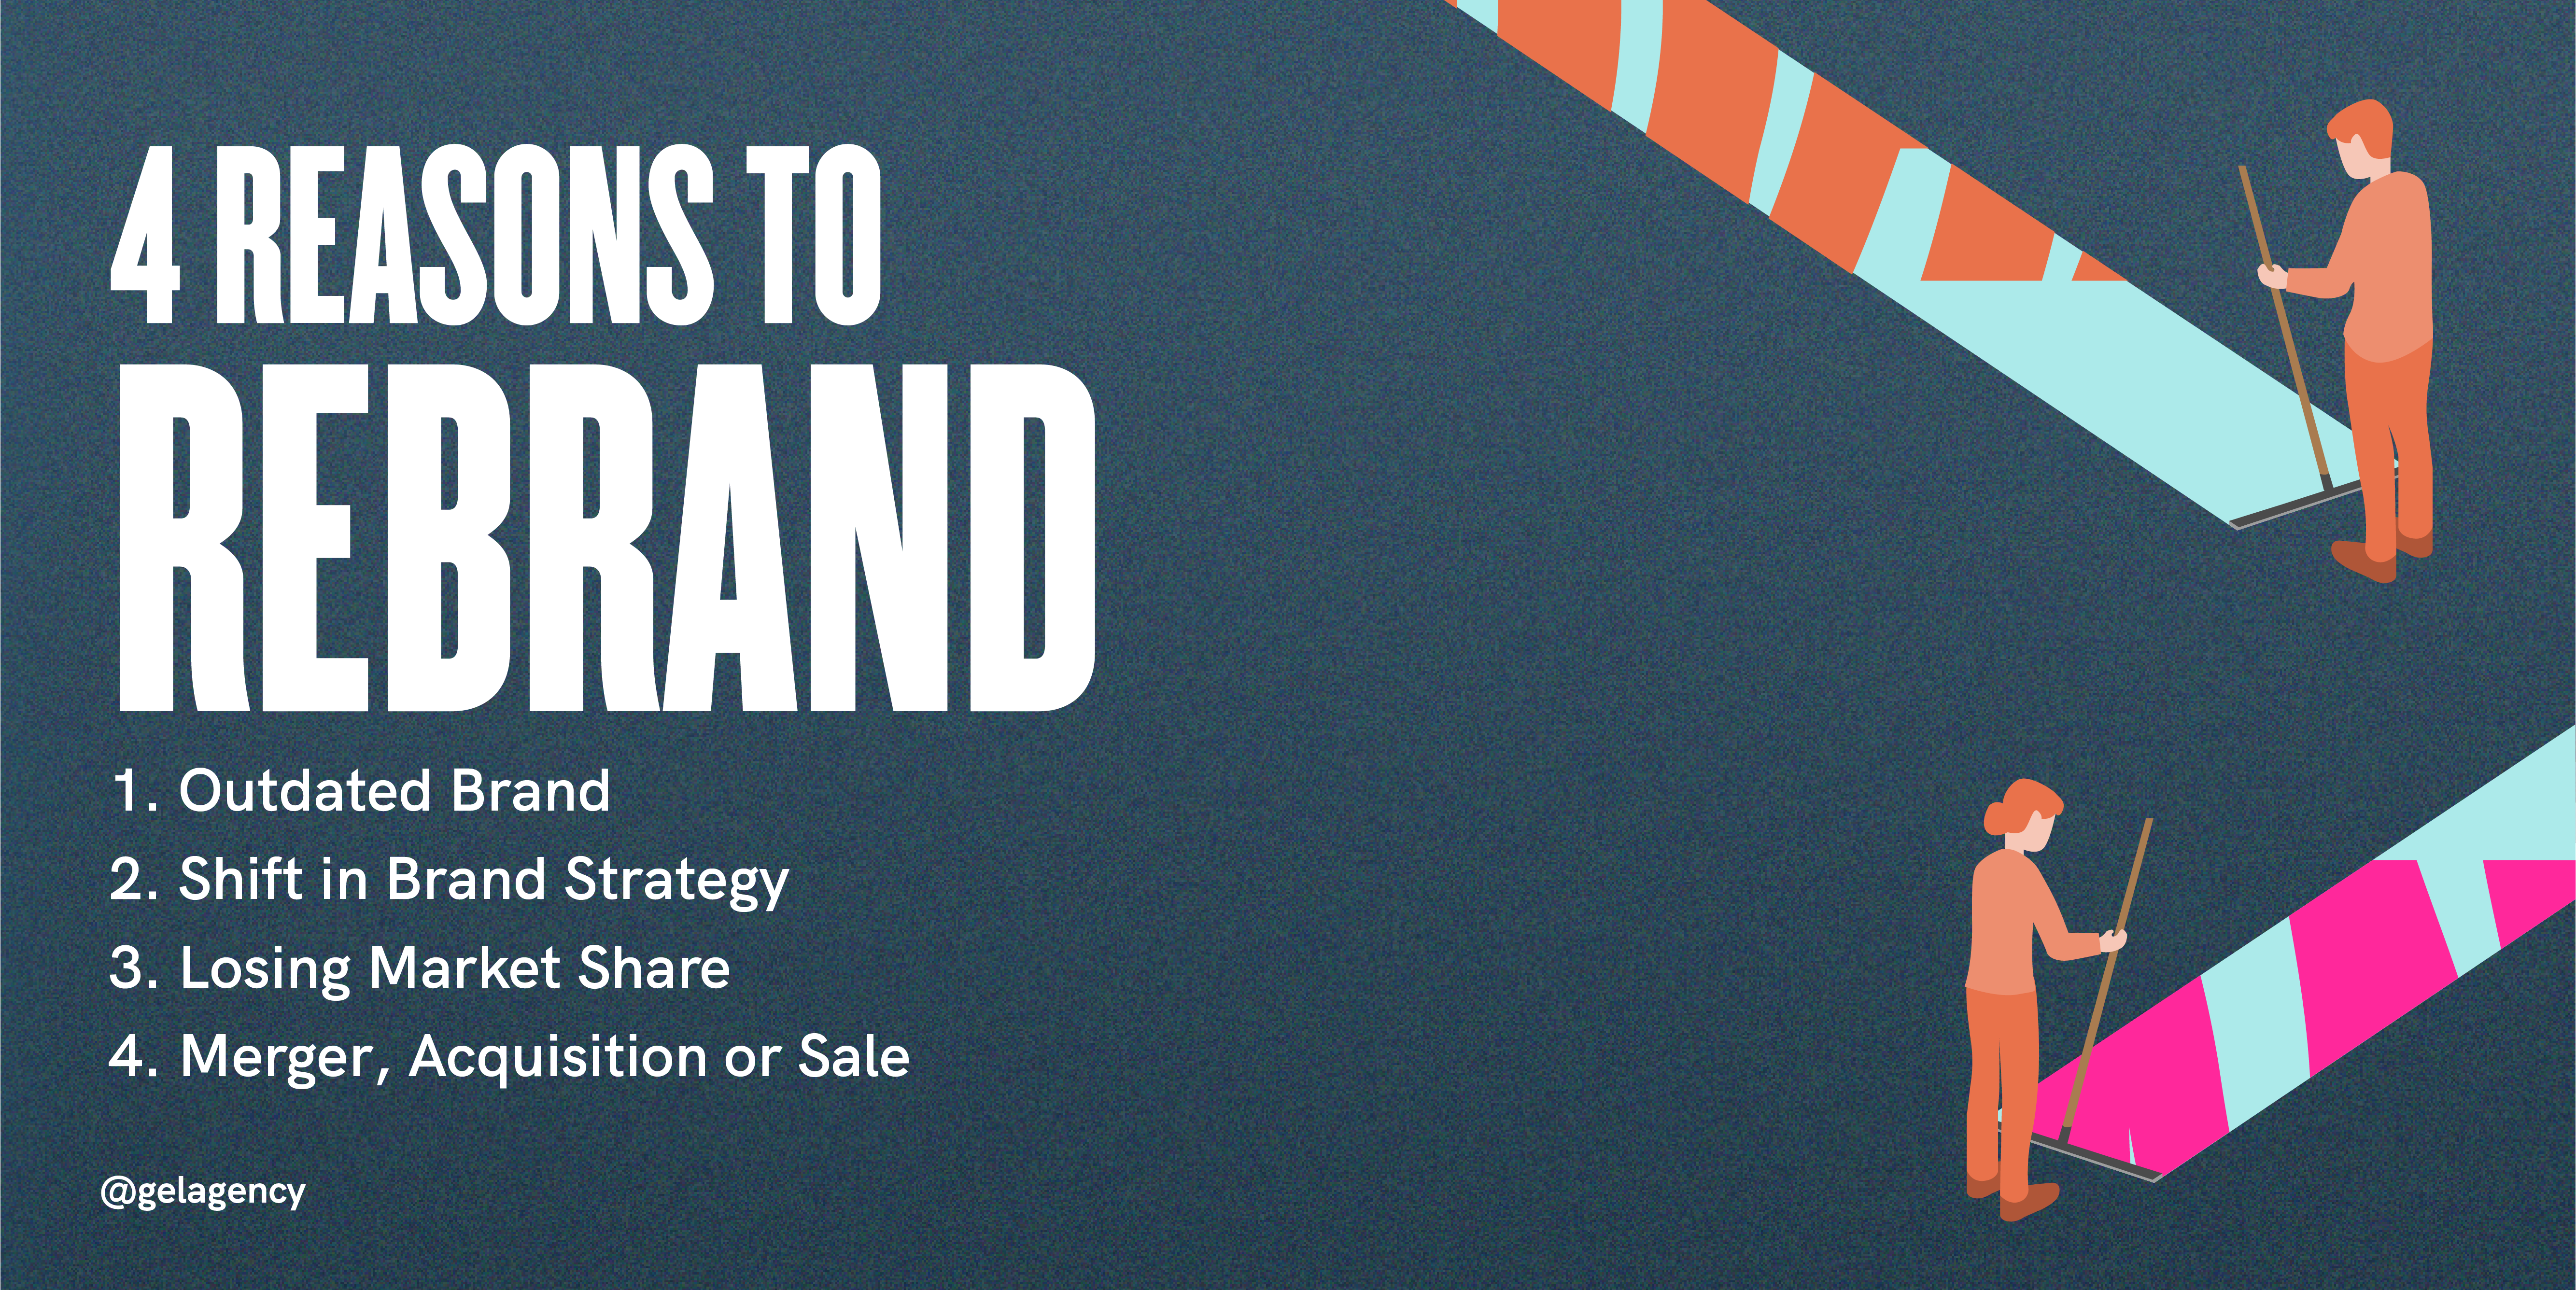 4 REASONS TO
REBRAND
1. Outdated Brand
2. Shift in Brand Strategy
3. Losing Market Share
4. Merger, Acquisition or Sale
@gelagency